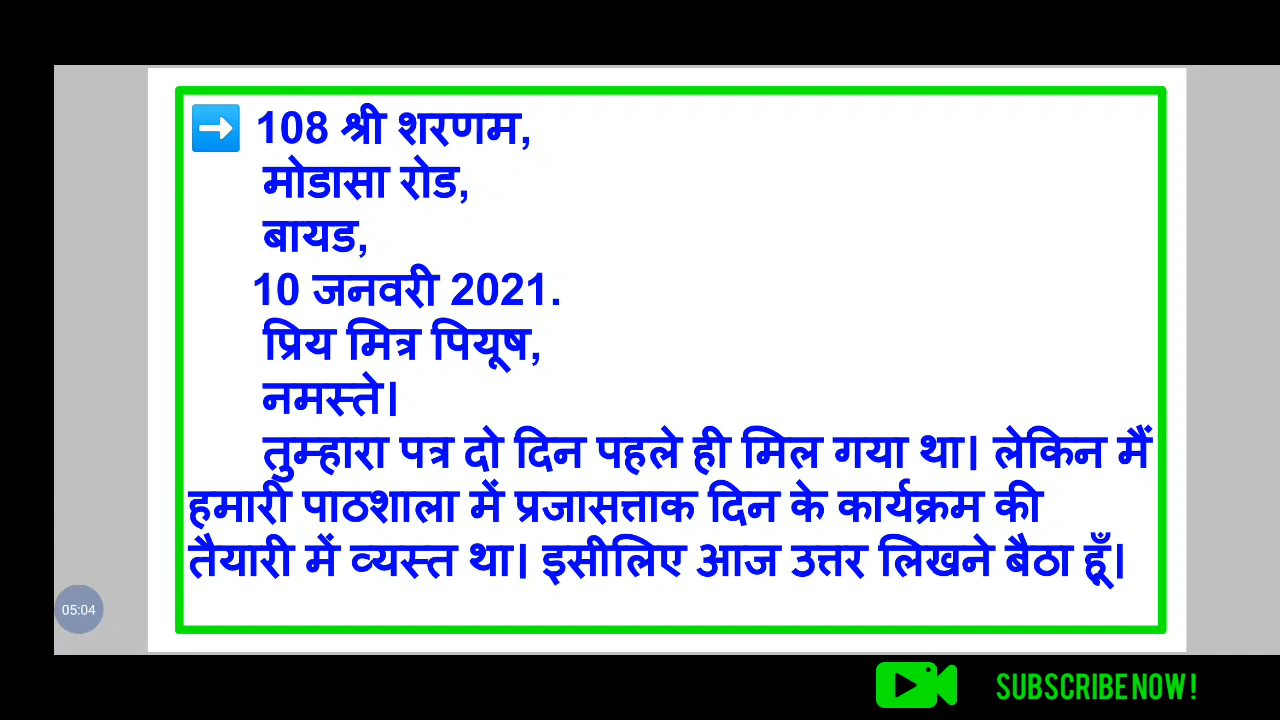 ➡ 108 श्री शरणम,
मोडासा रोड,
बायड,
10 जनवरी 2021.
प्रिय मित्र पियूष,
नमस्ते।
तुम्हारा पत्र दो दिन पहले ही मिल गया था। लेकिन मैं
हमारी पाठशाला में प्रजासत्ताक दिन के कार्यक्रम की
तैयारी में व्यस्त था। इसीलिए आज उत्तर लिखने बैठा हूँ।
05:04
SUBSCRIBE NOW!